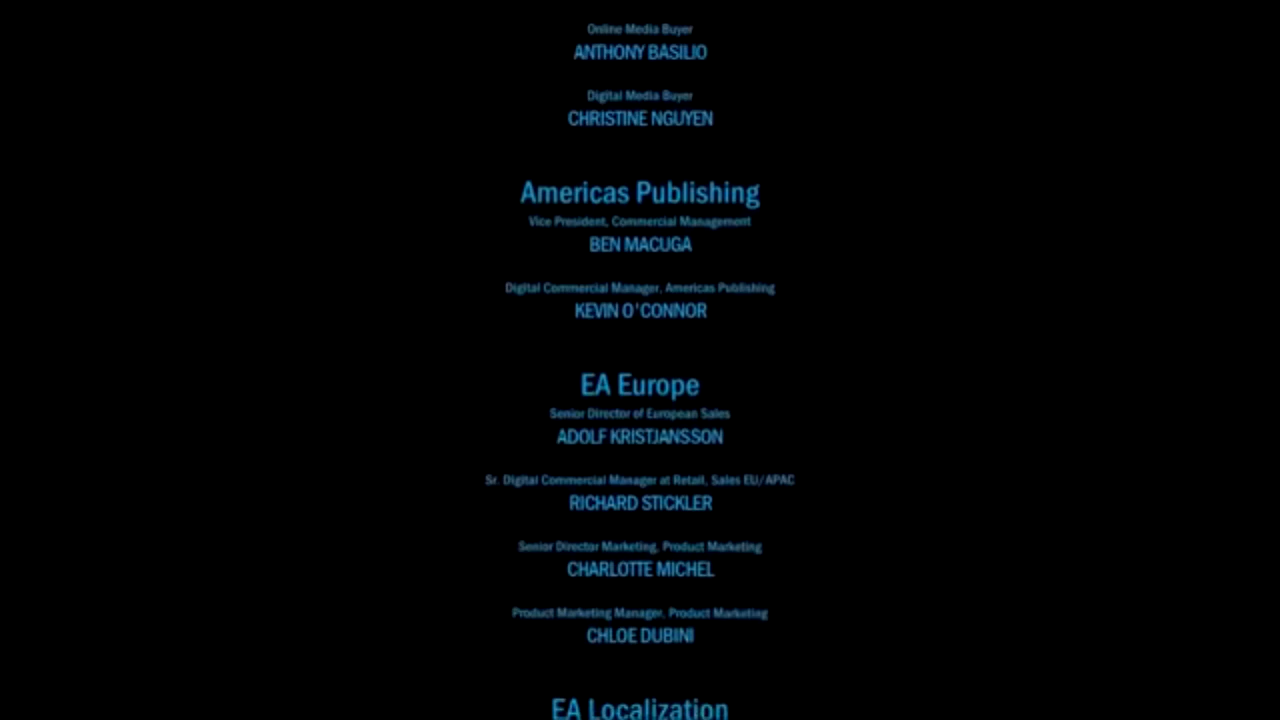 Online Media Buyer
ANTHONY BASILIO
Digital Media Buyer
CHRISTINE NGUYEN
Americas Publishing
Vice President, Commercial Management
BEN MACUGA
Digital Commercial Manager, Americas Publishing
KEVIN O'CONNOR
EA Europe
Senior Director of European Sales
ADOLF KRISTJANSSON
Sr. Digital Commercial Manager at Retail, Sales EU/APAC
RICHARD STICKLER
Senior Director Marketing, Product Marketing
CHARLOTTE MICHEL
Product Marketing Manager, Product Marketing
CHLOE DUBINI
EA Localization